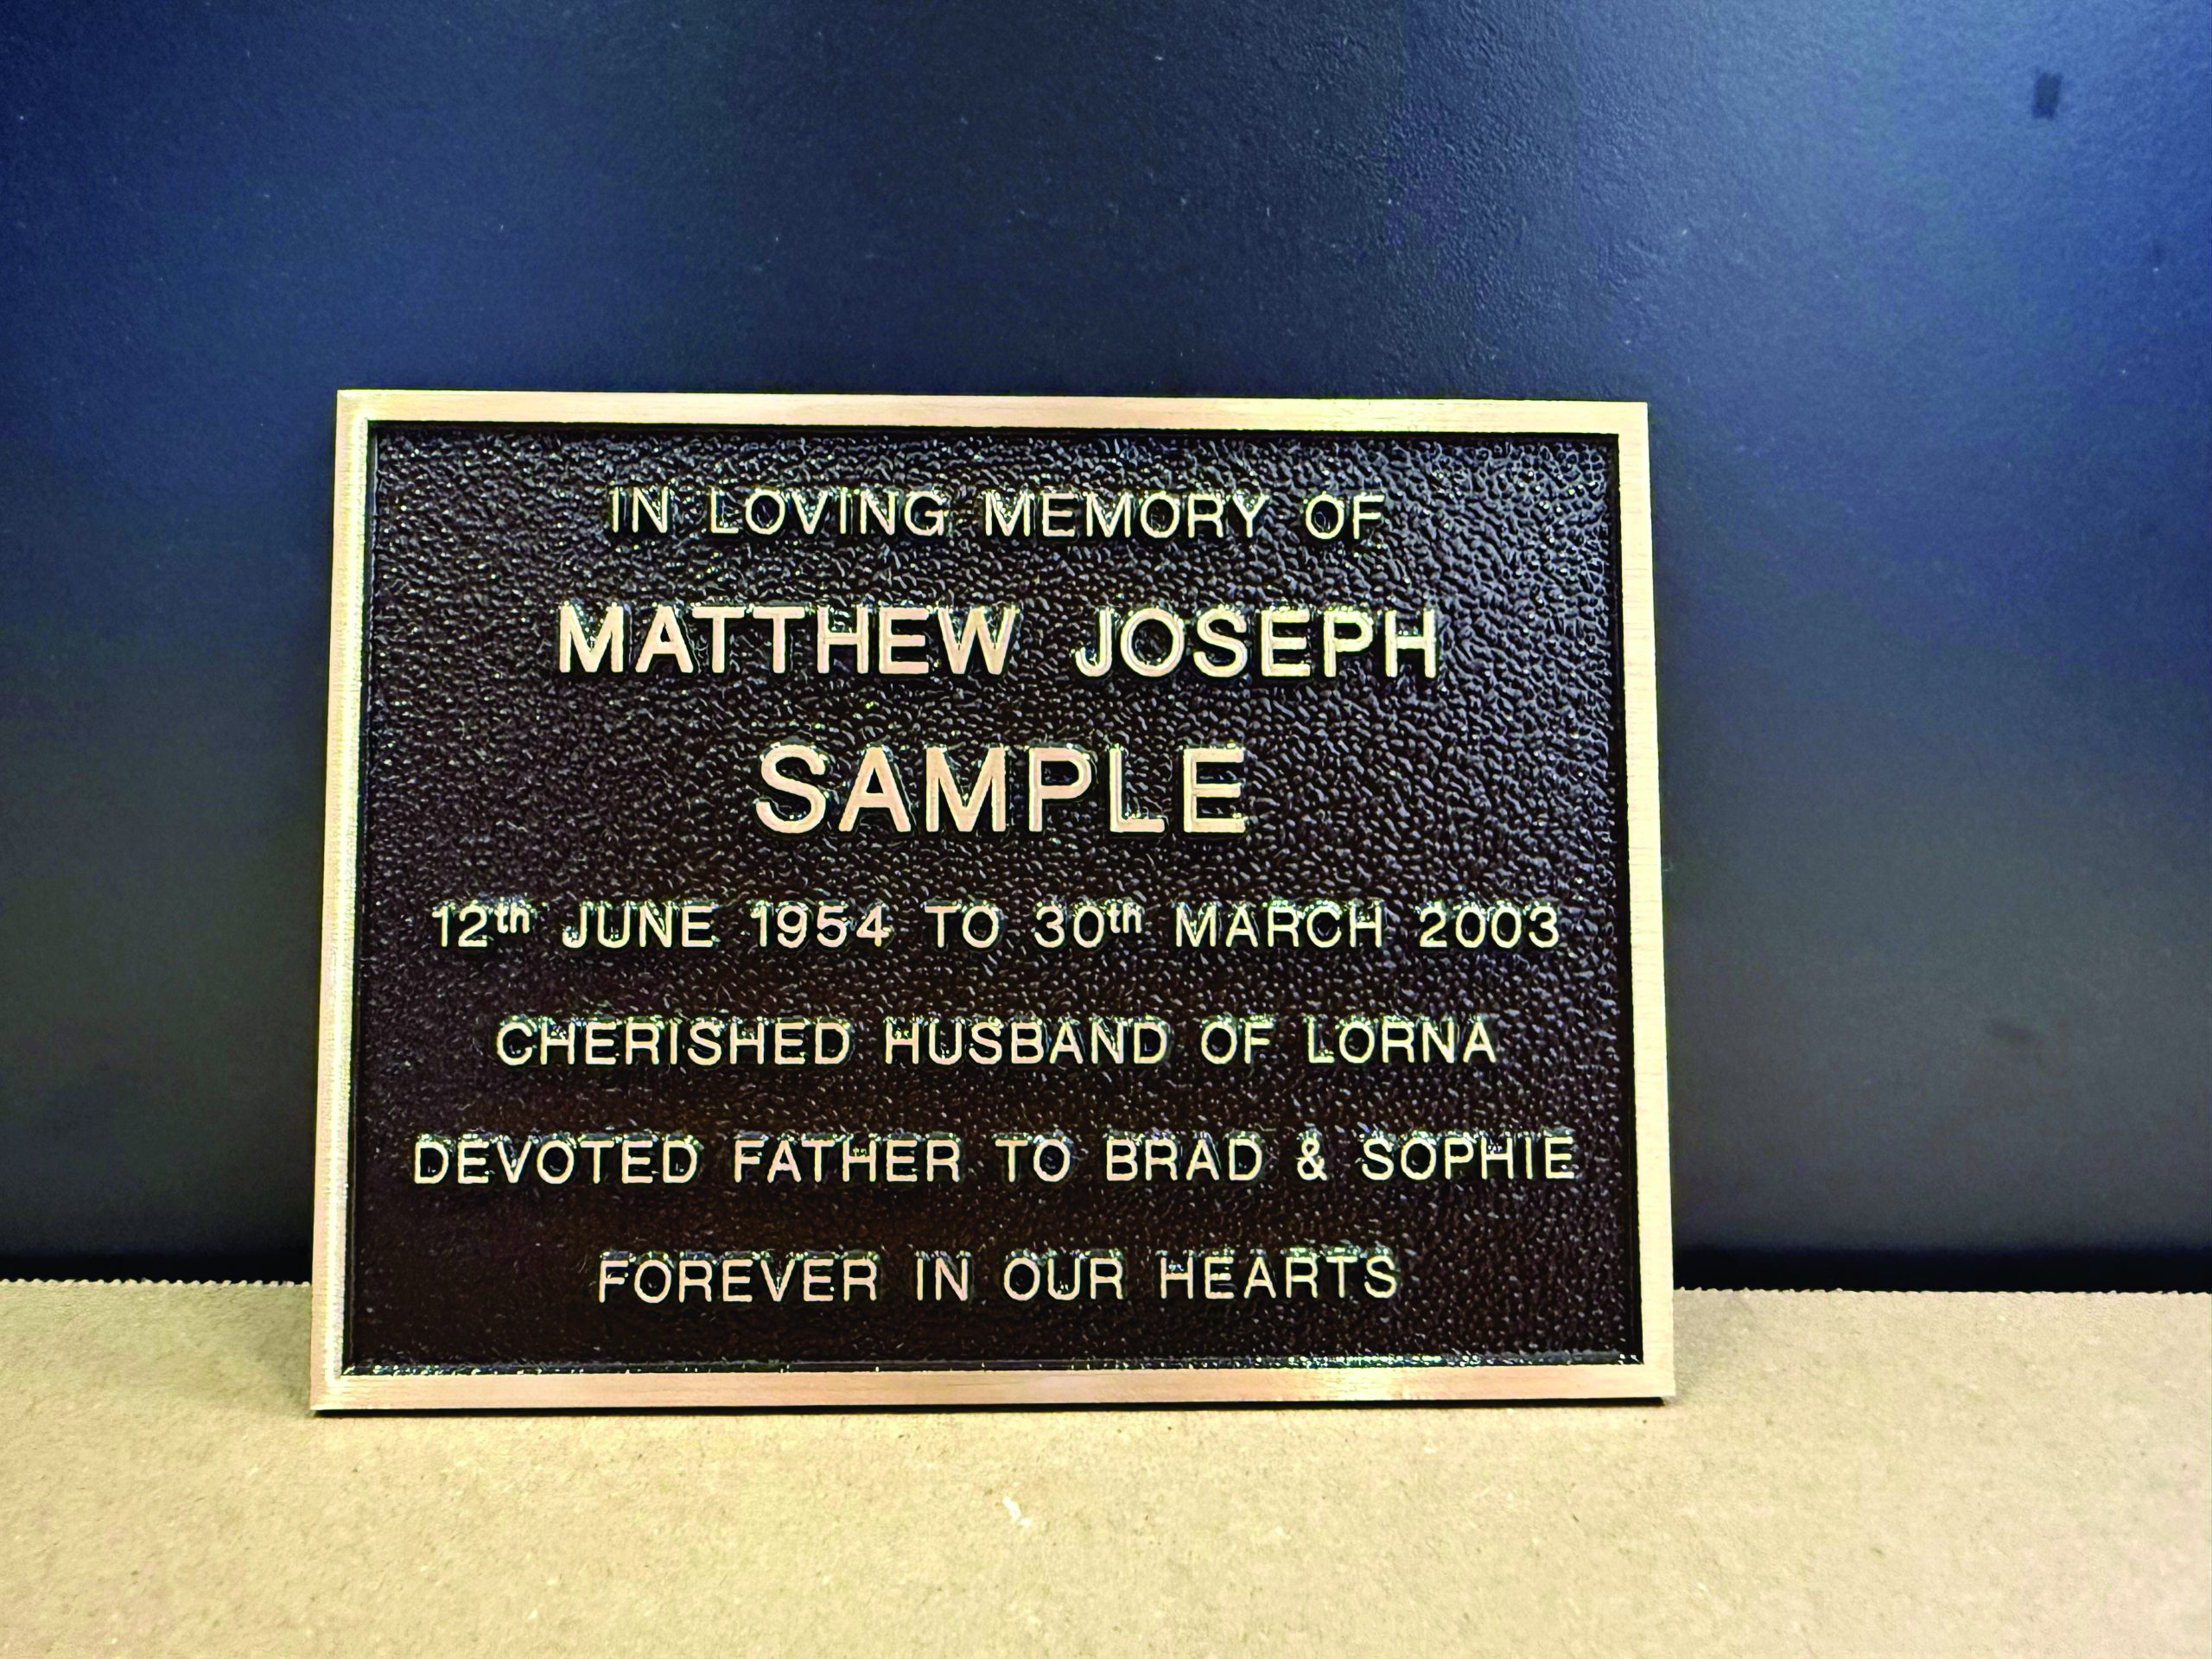 IN LOVING MEMORY OF
MATTHEW JOSEPH
SAMPLE
12th JUNE 1954 TO 30th MARCH 2003
CHERISHED HUSBAND OF LORNA
DEVOTED FATHER TO BRAD & SOPHIE
FOREVER IN OUR HEARTS